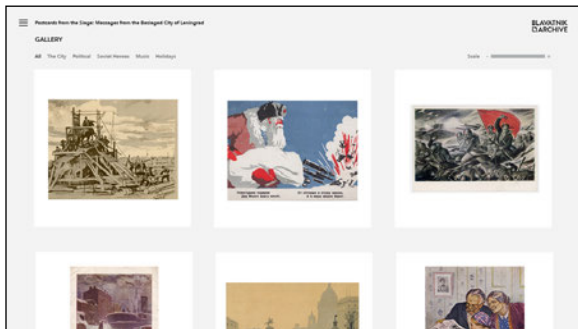 Postcards from the Siege: Messages from the Besieged City of Leningrad
BLAVATNIK
ARCHIVE
GALLERY
All The City Political Soviet Heroes Music Holidays
Scale - +